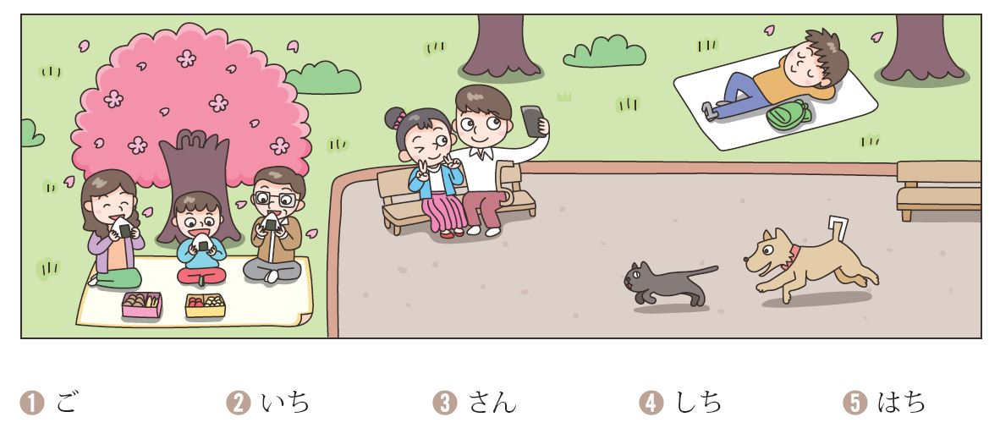 ❶ ご ❷ いち ❸ さん ❹ しち ❺ はち